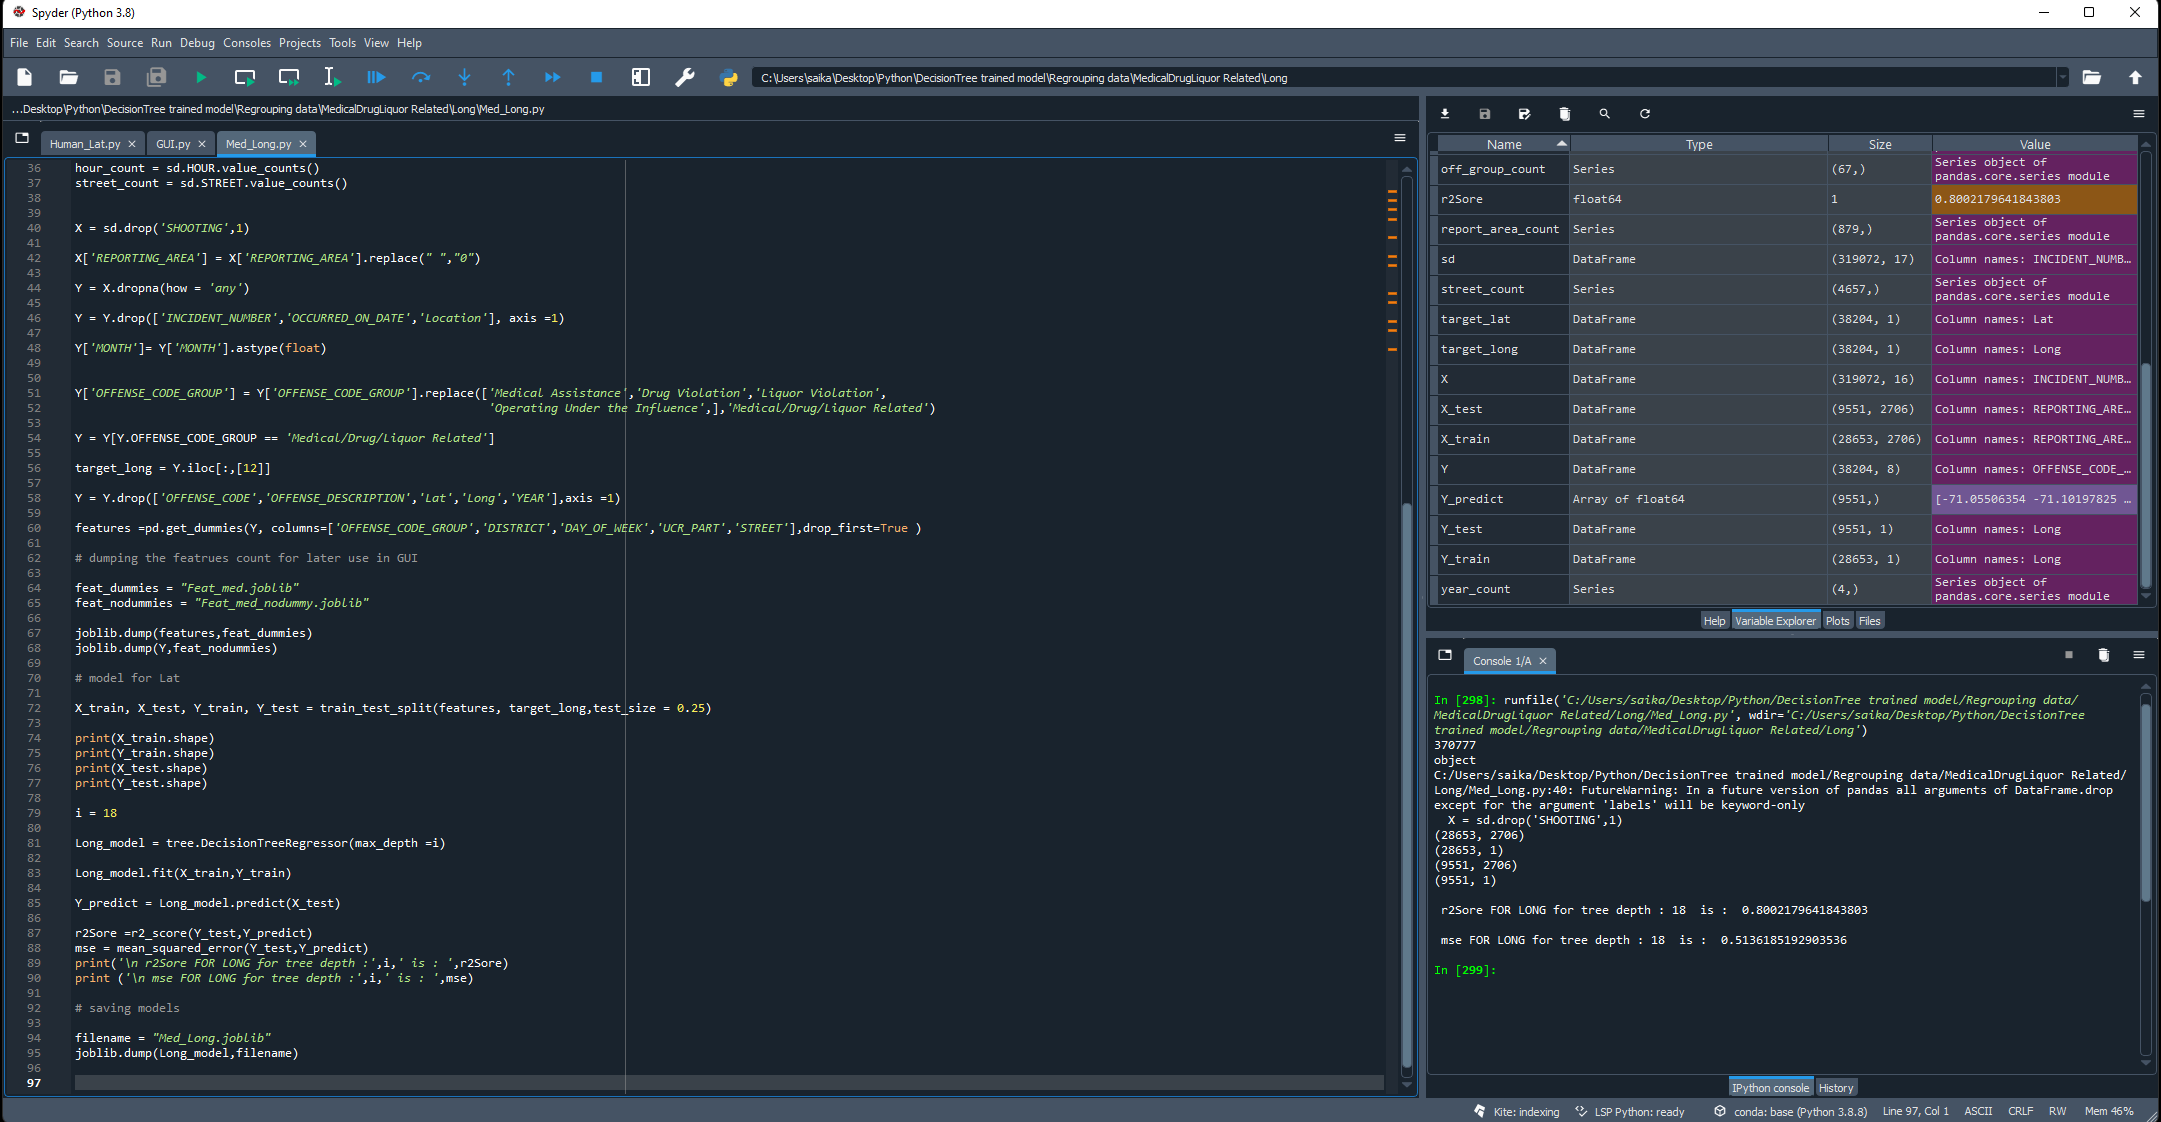 Spyder (Python 3.8)
File Edit Search Source Run Debug Consoles Projects Tools View Help
C:\Users\saika\Desktop\Python\DecisionTree trained model\Regrouping data\MedicalDrugLiquor Related\Long
...Desktop\Python\DecisionTree trained model\Regrouping data\MedicalDrugLiquor Related\Long\Med_Long.py
Human_Lat.py GUI.py Med_Long.py
36 hour_count = sd.HOUR.value_counts()
37 street_count = sd.STREET.value_counts()
38
39
40 X = sd.drop('SHOOTING',1)
41
42 X['REPORTING_AREA'] = X['REPORTING_AREA'].replace(" ","0")
43
44 Y = X.dropna(how = 'any')
45
46 Y = Y.drop(['INCIDENT_NUMBER','OCCURRED_ON_DATE','Location'], axis =1)
47
48 Y['MONTH']= Y['MONTH'].astype(float)
49
50
51 Y['OFFENSE_CODE_GROUP'] = Y['OFFENSE_CODE_GROUP'].replace(['Medical Assistance','Drug Violation','Liquor Violation',
52 'Operating Under the Influence',],'Medical/Drug/Liquor Related')
53
54 Y = Y[Y.OFFENSE_CODE_GROUP == 'Medical/Drug/Liquor Related']
55
56 target_long = Y.iloc[:,[12]]
57
58 Y = Y.drop(['OFFENSE_CODE','OFFENSE_DESCRIPTION','Lat','Long','YEAR'],axis =1)
59
60 features =pd.get_dummies(Y, columns=['OFFENSE_CODE_GROUP','DISTRICT','DAY_OF_WEEK','UCR_PART','STREET'],drop_first=True )
61
62 # dumping the featrues count for later use in GUI
63
64 feat_dummies = "Feat_med.joblib"
65 feat_nodummies = "Feat_med_nodummy.joblib"
66
67 joblib.dump(features,feat_dummies)
68 joblib.dump(Y,feat_nodummies)
69
70 # model for Lat
71
72 X_train, X_test, Y_train, Y_test = train_test_split(features, target_long,test_size = 0.25)
73
74 print(X_train.shape)
75 print(Y_train.shape)
76 print(X_test.shape)
77 print(Y_test.shape)
78
79 i = 18
80
81 Long_model = tree.DecisionTreeRegressor(max_depth =i)
82
83 Long_model.fit(X_train,Y_train)
84
85 Y_predict = Long_model.predict(X_test)
86
87 r2Sore =r2_score(Y_test,Y_predict)
88 mse = mean_squared_error(Y_test,Y_predict)
89 print('\n r2Sore FOR LONG for tree depth :',i,' is : ',r2Sore)
90 print ('\n mse FOR LONG for tree depth :',i,' is : ',mse)
91
92 # saving models
93
94 filename = "Med_Long.joblib"
95 joblib.dump(Long_model,filename)
96
97
Name Type Size Value
off_group_count Series (67,) Series object of
pandas.core.series module
r2Sore float64 1 0.8002179641843803
report_area_count Series (879,) Series object of
pandas.core.series module
sd DataFrame (319072, 17) Column names: INCIDENT_NUMB…
street_count Series (4657,) Series object of
pandas.core.series module
target_lat DataFrame (38204, 1) Column names: Lat
target_long DataFrame (38204, 1) Column names: Long
X DataFrame (319072, 16) Column names: INCIDENT_NUMB…
X_test DataFrame (9551, 2706) Column names: REPORTING_ARE…
X_train DataFrame (28653, 2706) Column names: REPORTING_ARE…
Y DataFrame (38204, 8) Column names: OFFENSE_CODE_…
Y_predict Array of float64 (9551,) [-71.05506354 -71.10197825 …
Y_test DataFrame (9551, 1) Column names: Long
Y_train DataFrame (28653, 1) Column names: Long
year_count Series (4,) Series object of
pandas.core.series module
Help Variable Explorer Plots Files
Console 1/A
In [298]: runfile('C:/Users/saika/Desktop/Python/DecisionTree trained model/Regrouping data/
MedicalDrugLiquor Related/Long/Med_Long.py', wdir='C:/Users/saika/Desktop/Python/DecisionTree
trained model/Regrouping data/MedicalDrugLiquor Related/Long')
370777
object
C:/Users/saika/Desktop/Python/DecisionTree trained model/Regrouping data/MedicalDrugLiquor Related/
Long/Med_Long.py:40: FutureWarning: In a future version of pandas all arguments of DataFrame.drop
except for the argument 'labels' will be keyword-only
X = sd.drop('SHOOTING',1)
(28653, 2706)
(28653, 1)
(9551, 2706)
(9551, 1)
r2Sore FOR LONG for tree depth : 18 is : 0.8002179641843803
mse FOR LONG for tree depth : 18 is : 0.5136185192903536
In [299]:
IPython console History
Kite: indexing LSP Python: ready conda: base (Python 3.8.8) Line 97, Col 1 ASCII CRLF RW Mem 46%